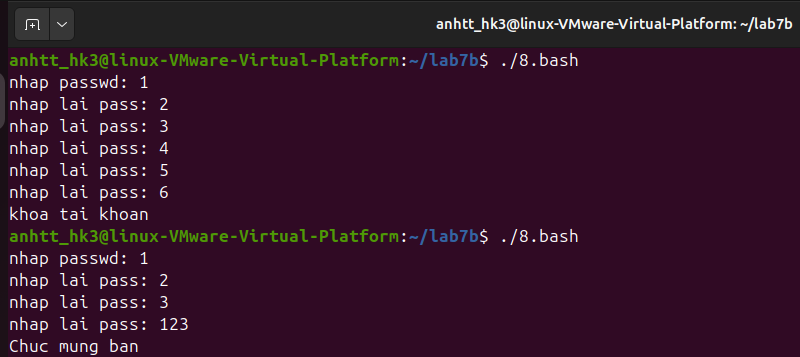 anhtt_hk3@linux-VMware-Virtual-Platform: ~/lab7b
anhtt_hk3@linux-VMware-Virtual-Platform:~/lab7b$ ./8.bash
nhap passwd: 1
nhap lai pass: 2
nhap lai pass: 3
nhap lai pass: 4
nhap lai pass: 5
nhap lai pass: 6
khoa tai khoan
anhtt_hk3@linux-VMware-Virtual-Platform:~/lab7b$ ./8.bash
nhap passwd: 1
nhap lai pass: 2
nhap lai pass: 3
nhap lai pass: 123
Chuc mung ban